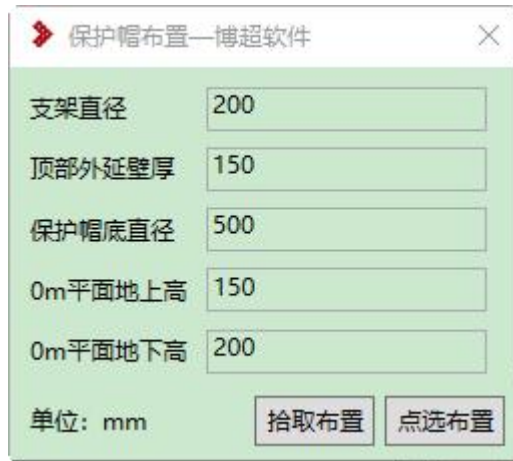 保护帽布置—博超软件
支架直径 200
顶部外延壁厚 150
保护帽底直径 500
0m平面地上高 150
0m平面地下高 200
单位：mm 拾取布置 点选布置